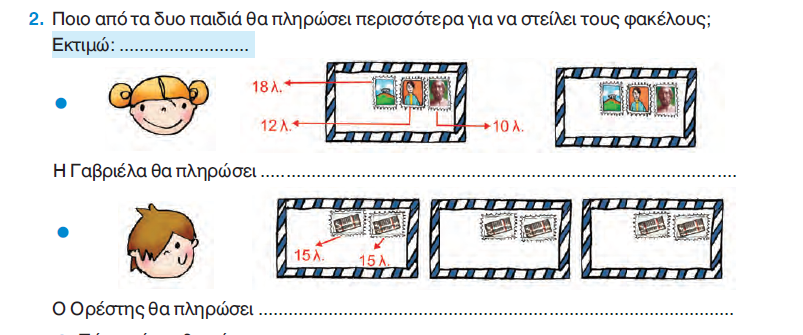 2. Ποιο από τα δυο παιδιά θα πληρώσει περισσότερα για να στείλει τους φακέλους;
Εκτιμώ: ..........................
18 λ.
12 λ.
10 λ.
Η Γαβριέλα θα πληρώσει ...............................................................................................
15 λ.
15 λ.
Ο Ορέστης θα πληρώσει ...............................................................................................